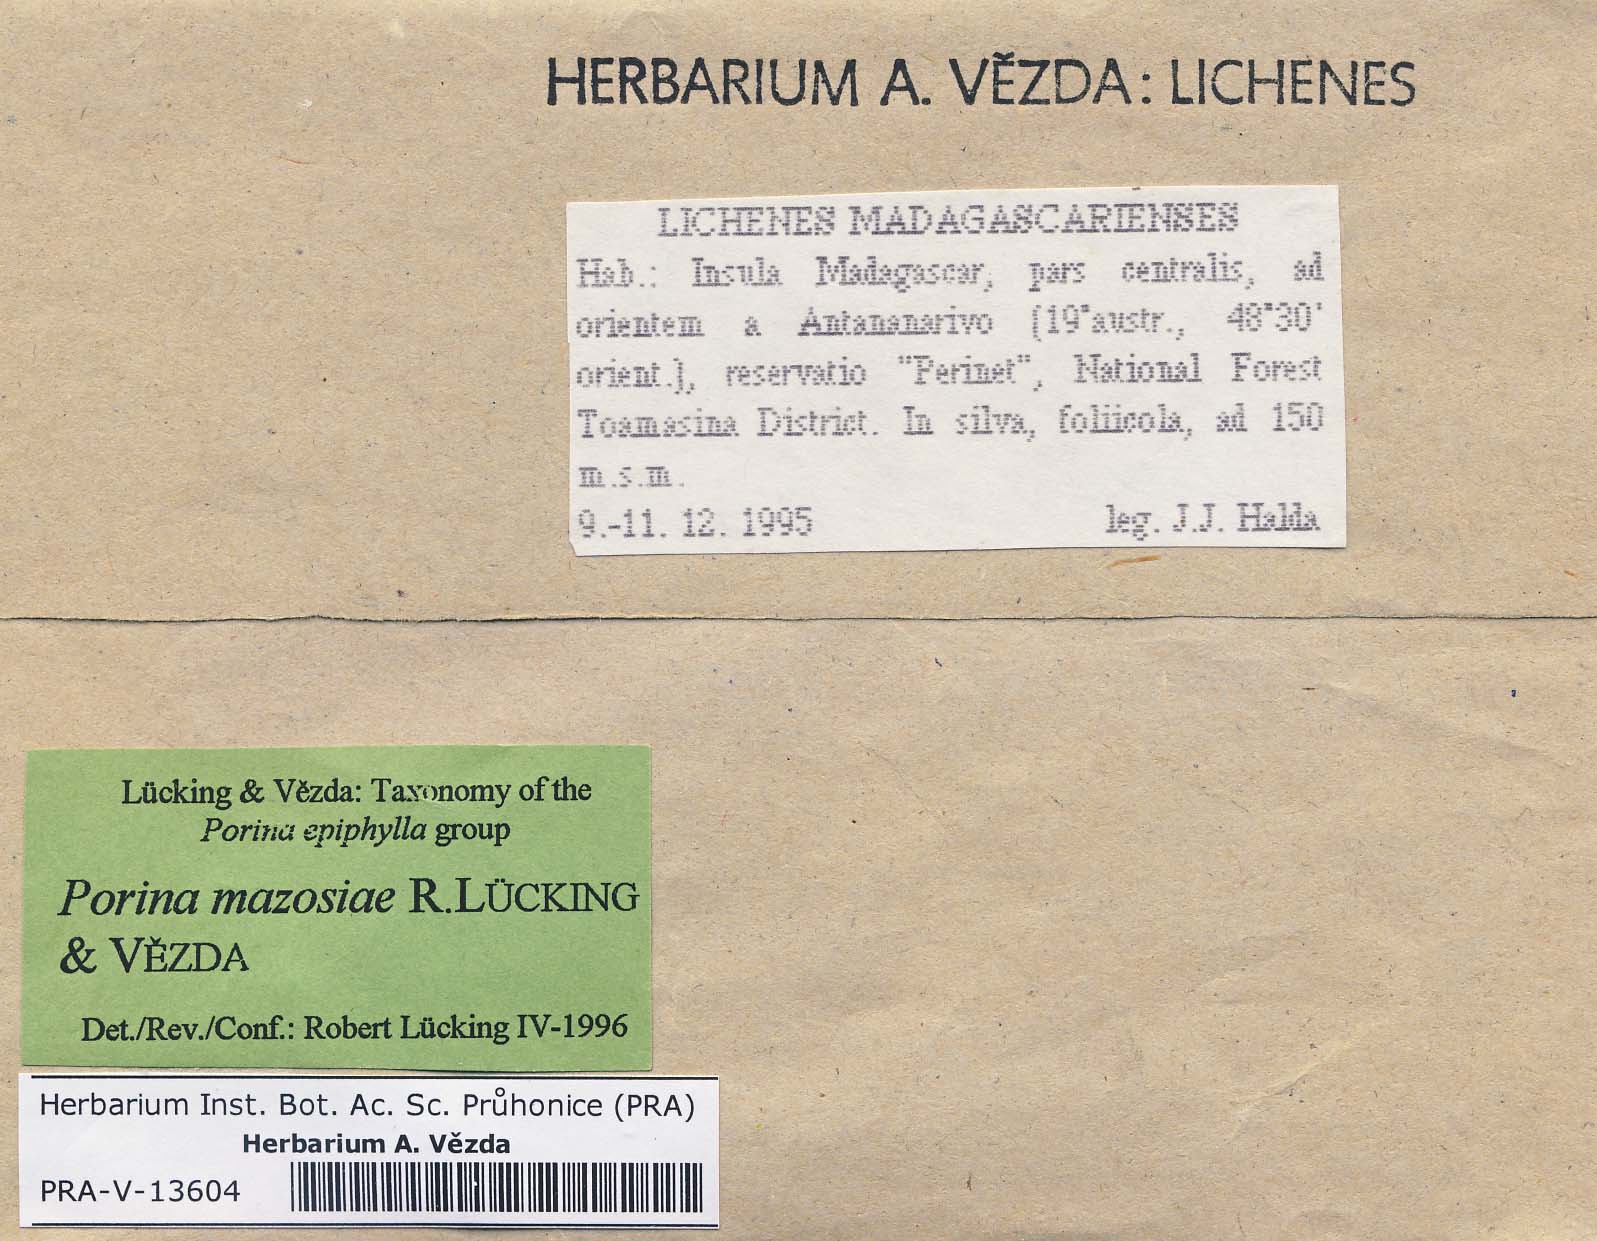 HERBARIUM A. VĚZDA: LICHENES
LICHENES MADAGASCARIENSES
Hab.: Insula Madagascar, pars centralis, ad
orientem a Antananarivo (19°austr., 48°30'
orient.), reservatio "Perinet", National Forest
Toamasina District. In silva, foliicola, ad 150
m.s.m.
9.-11. 12. 1995 leg. J.J. Halda
Lücking & Vězda: Taxonomy of the
Porina epiphylla group
Porina mazosiae R.LÜCKING
& VĚZDA
Det./Rev./Conf.: Robert Lücking IV-1996
Herbarium Inst. Bot. Ac. Sc. Průhonice (PRA)
Herbarium A. Vězda
PRA-V-13604